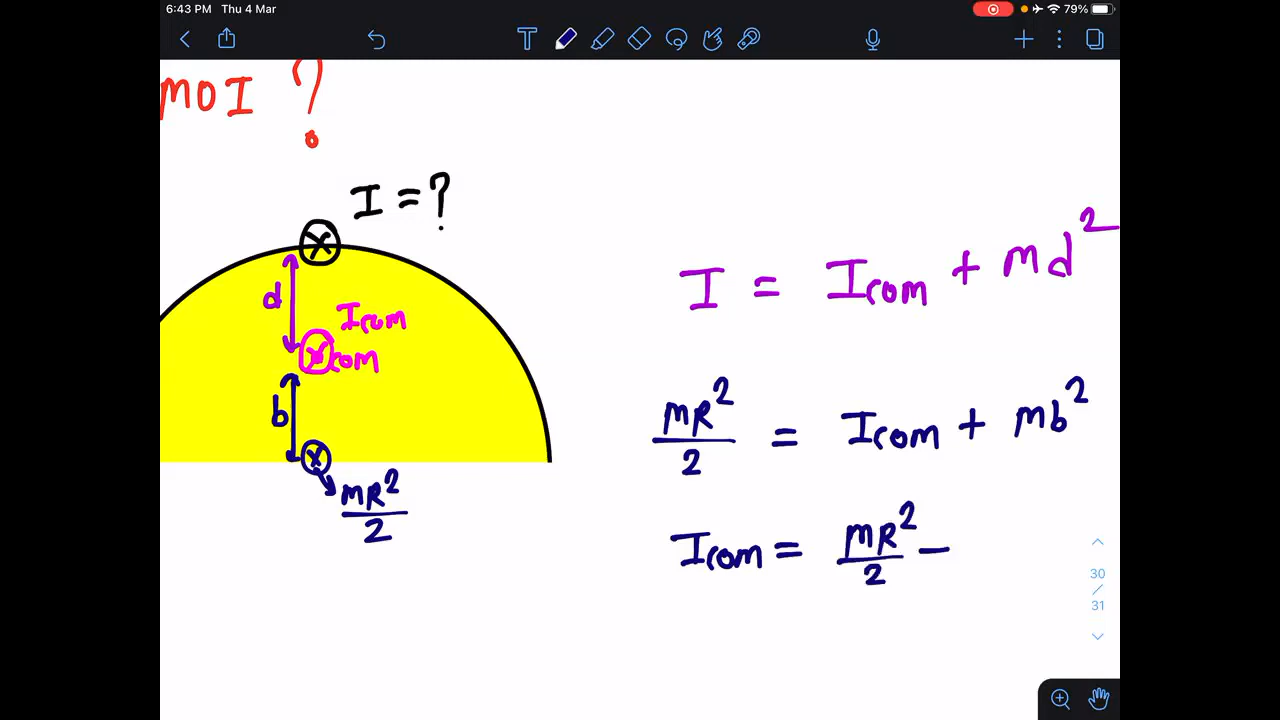 6:43 PM Thu 4 Mar
79%
MOI ?
I = ?
d
Icom
com
b
mR²/2
I = Icom + md²
mR²/2 = Icom + mb²
Icom = mR²/2 −
30
/
31